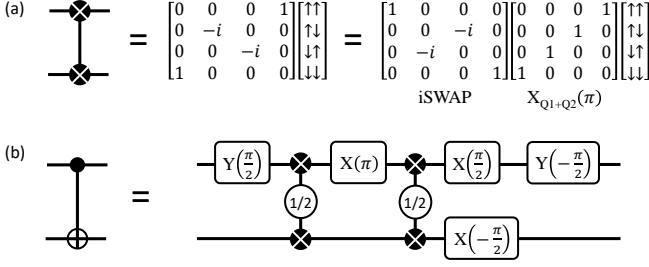 (a)
= [0 0 0 1] [↑↑] = [1 0 0 0] [0 0 0 1] [↑↑]
[0 −i 0 0] [↑↓] [0 0 −i 0] [0 0 1 0] [↑↓]
[0 0 −i 0] [↓↑] [0 −i 0 0] [0 1 0 0] [↓↑]
[1 0 0 0] [↓↓] [0 0 0 1] [1 0 0 0] [↓↓]
iSWAP X_{Q1+Q2}(π)
(b)
Y(π/2) X(π) X(π/2) Y(−π/2)
= 1/2 1/2
X(−π/2)